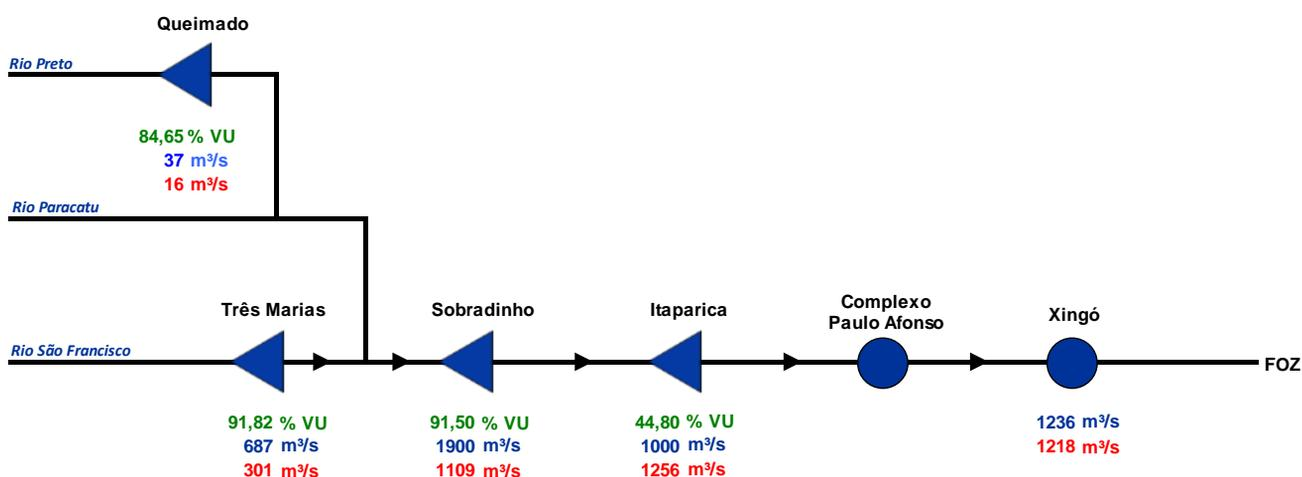 Queimado
Rio Preto
84,65 % VU
37 m³/s
16 m³/s
Rio Paracatu
Três Marias
Sobradinho
Itaparica
Complexo
Paulo Afonso
Xingó
Rio São Francisco
FOZ
91,82 % VU
687 m³/s
301 m³/s
91,50 % VU
1900 m³/s
1109 m³/s
44,80 % VU
1000 m³/s
1256 m³/s
1236 m³/s
1218 m³/s